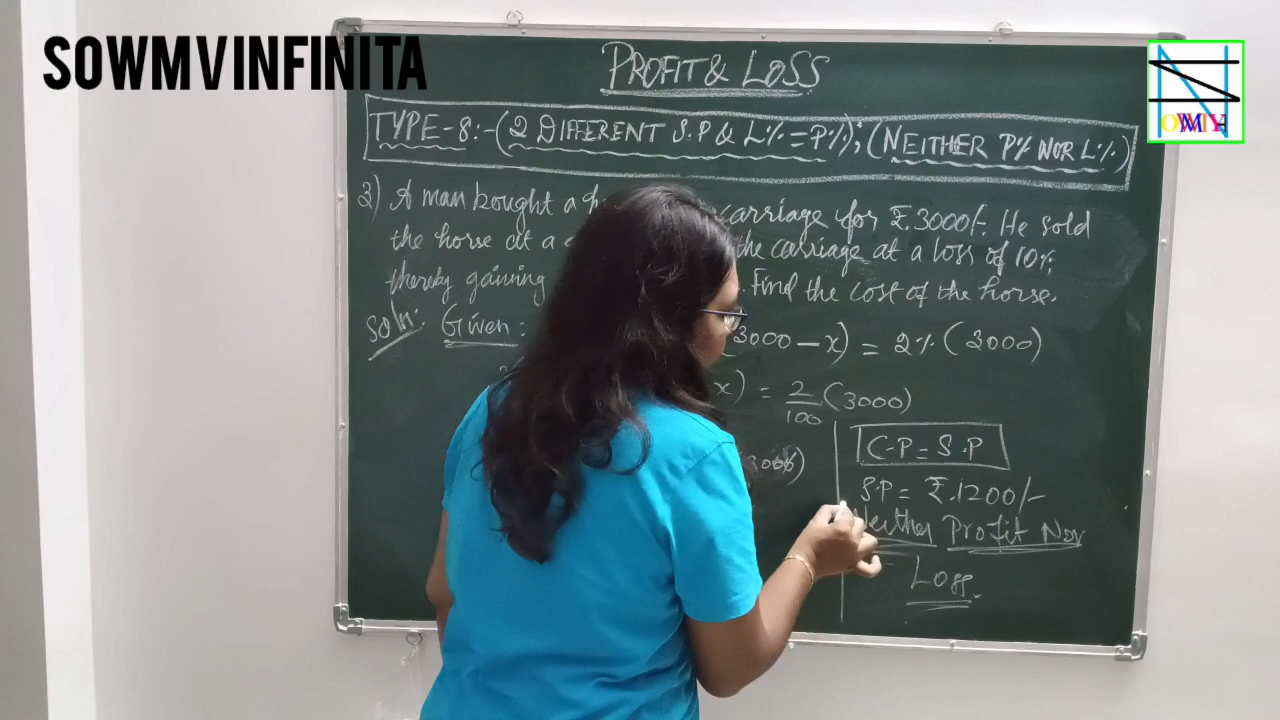 SOWMVINFINITA
PROFIT & LOSS
TYPE-8:-(2 DIFFERENT S.P & L% = P%); (NEITHER P% NOR L%)
3) A man bought a carriage for ₹.3000/-. He sold
the horse at a the carriage at a loss of 10%,
thereby gaining Find the cost of the horse.
Soln: Given: 3000 - x) = 2% (3000)
x) = 2/100 (3000)
C.P = S.P
S.P = ₹.1200/-
Neither Profit Nor
Loss.